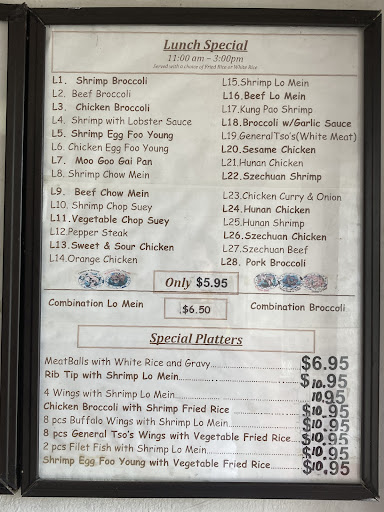 Lunch Special
11:00 am – 3:00pm
Served with a choice of Fried Rice or White Rice
L1. Shrimp Broccoli
L2. Beef Broccoli
L3. Chicken Broccoli
L4. Shrimp with Lobster Sauce
L5. Shrimp Egg Foo Young
L6. Chicken Egg Foo Young
L7. Moo Goo Gai Pan
L8. Shrimp Chow Mein
L9. Beef Chow Mein
L10. Shrimp Chop Suey
L11. Vegetable Chop Suey
L12 Pepper Steak
L13. Sweet & Sour Chicken
L14. Orange Chicken
L15. Shrimp Lo Mein
L16. Beef Lo Mein
L17. Kung Pao Shrimp
L18. Broccoli w/Garlic Sauce
L19. GeneralTso's(White Meat)
L20. Sesame Chicken
L21. Hunan Chicken
L22. Szechuan Shrimp
L23. Chicken Curry & Onion
L24. Hunan Chicken
L25. Hunan Shrimp
L26. Szechuan Chicken
L27. Szechuan Beef
L28. Pork Broccoli
Only $5.95
Combination Lo Mein $6.50 Combination Broccoli
Special Platters
MeatBalls with White Rice and Gravy.......... $6.95
Rib Tip with Shrimp Lo Mein.......... $10.95
4 Wings with Shrimp Lo Mein.......... 10.95
Chicken Broccoli with Shrimp Fried Rice .......... $10.95
8 pcs Buffalo Wings with Shrimp Lo Mein.......... $10.95
8 pcs General Tso's Wings with Vegetable Fried Rice.......... $10.95
2 pcs Filet Fish with Shrimp Lo Mein.......... $10.95
Shrimp Egg Foo Young with Vegetable Fried Rice.......... $10.95